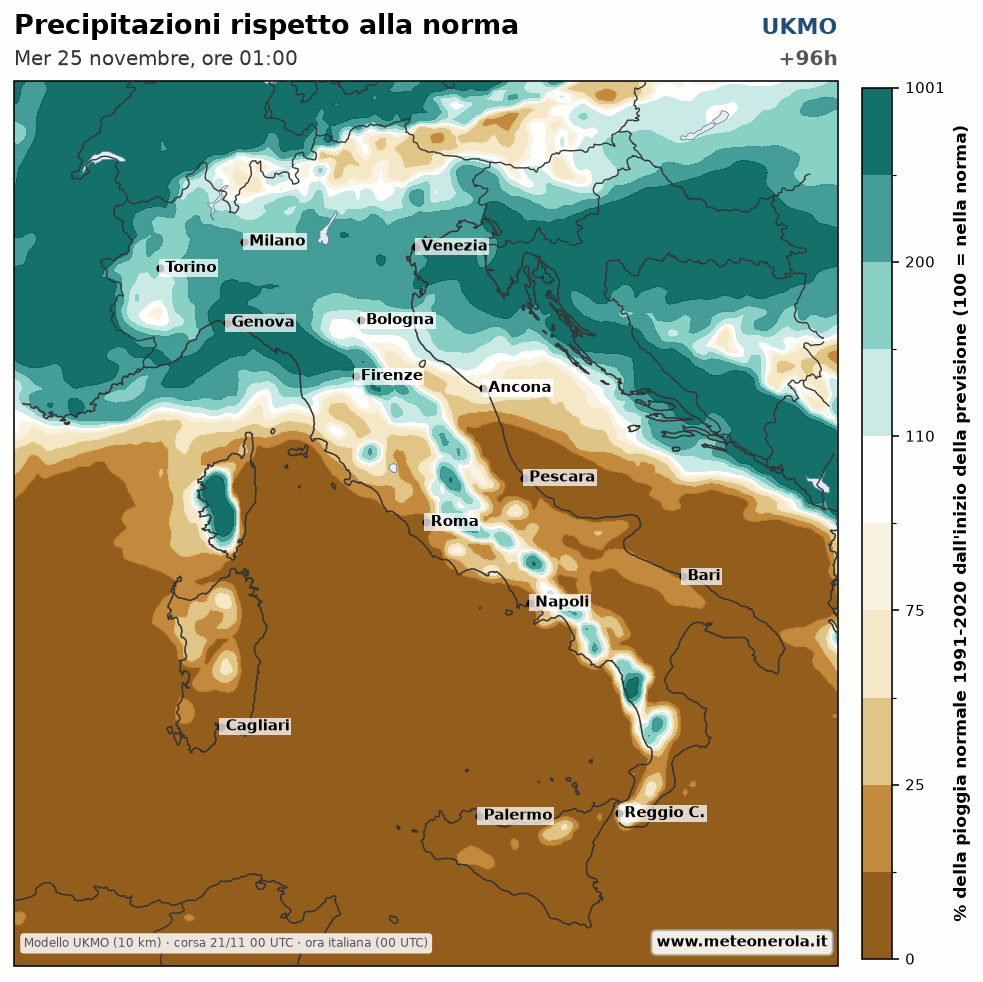 Precipitazioni rispetto alla norma
UKMO
Mer 25 novembre, ore 01:00
+96h
Milano
Venezia
Torino
Genova
Bologna
Firenze
Ancona
Pescara
Roma
Bari
Napoli
Cagliari
Palermo
Reggio C.
Modello UKMO (10 km) · corsa 21/11 00 UTC · ora italiana (00 UTC)
www.meteonerola.it
1001
200
110
75
25
0
% della pioggia normale 1991-2020 dall'inizio della previsione (100 = nella norma)